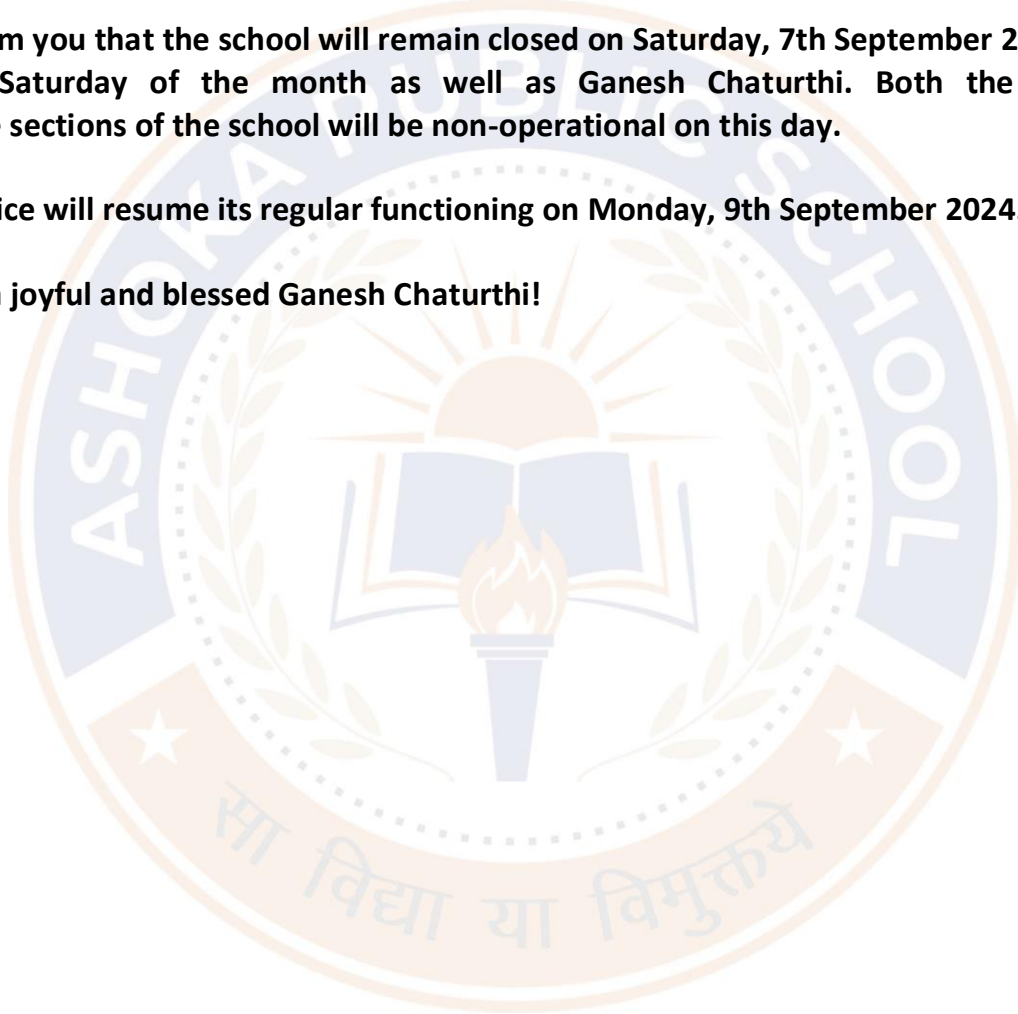 you that the school will remain closed on Saturday, 7th September
Saturday of the month as well as Ganesh Chaturthi. Both the
sections of the school will be non-operational on this day.
will resume its regular functioning on Monday, 9th September 2024.
joyful and blessed Ganesh Chaturthi!
ASHOKA PUBLIC SCHOOL
सा विद्या या विमुक्तये